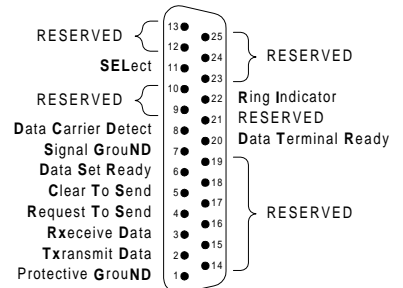 13
RESERVED
25
12
24
RESERVED
SELect
11
23
10
RESERVED
22
Ring Indicator
9
21
RESERVED
Data Carrier Detect
8
20
Data Terminal Ready
Signal GrouND
7
19
Data Set Ready
6
18
Clear To Send
5
17
Request To Send
4
RESERVED
16
RxeceiveData
3
15
Txransmit Data
2
14
Protective GrouND
1